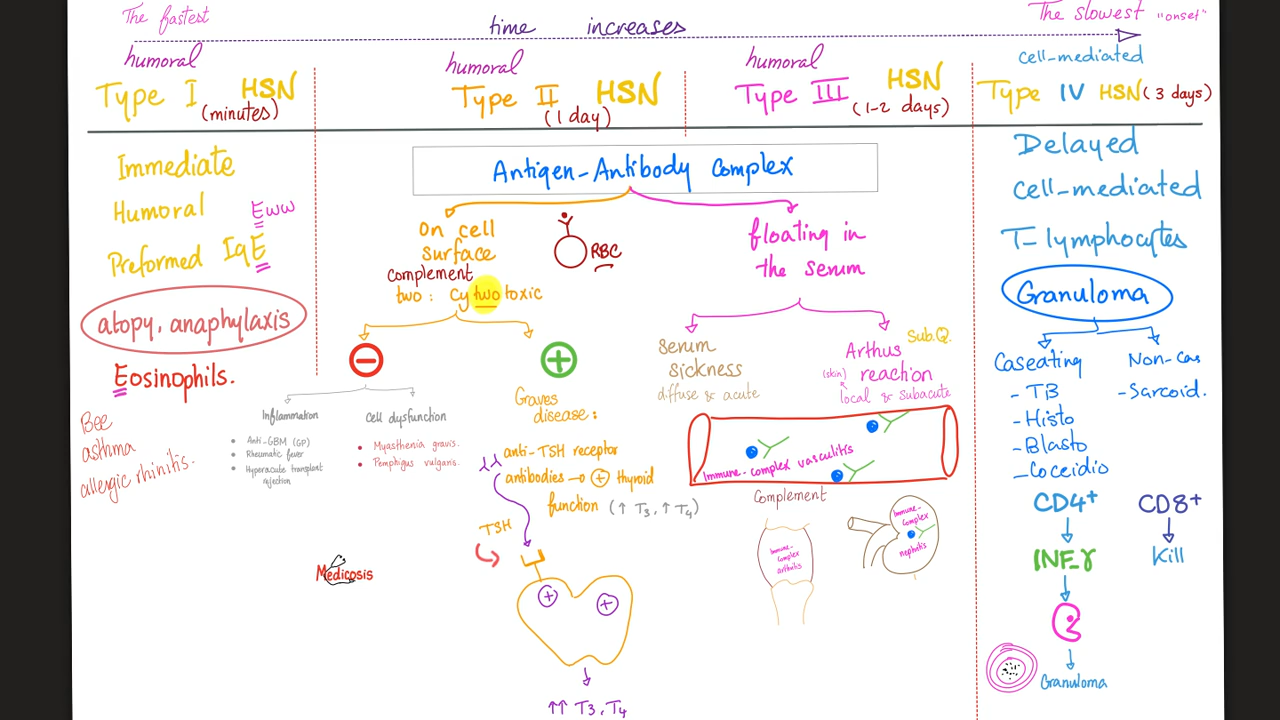 The fastest
time increases
The slowest "onset"
humoral
Type I HSN
(minutes)
humoral
Type II HSN
(1 day)
humoral
Type III HSN
(1-2 days)
cell-mediated
Type IV HSN (3 days)
Immediate
Humoral
Eww
Preformed IgE
atopy, anaphylaxis
Eosinophils.
Bee
asthma
allergic rhinitis.
Antigen-Antibody Complex
On cell
surface
complement
two: cytwotoxic
RBC
Inflammation
Anti-GBM (GP)
Rheumatic fever
Hyperacute transplant
rejection
Cell dysfunction
Myasthenia gravis.
Pemphigus vulgaris.
Graves
disease:
anti-TSH receptor
antibodies → + thyroid
function (↑ T3, ↑ T4)
TSH
+ +
↑↑ T3, T4
Medicosis
floating in
the serum
Serum
sickness
diffuse & acute
Sub.Q.
Arthus
(skin) reaction
local & subacute
Immune-complex vasculitis
Complement
Immune-
complex
arthritis
Immune-
Complex
nephritis
Delayed
cell-mediated
T-lymphocytes
Granuloma
Caseating
- TB
- Histo
- Blasto
- Coccidio
Non-Cas
- Sarcoid.
CD4+
INF-γ
Granuloma
CD8+
Kill